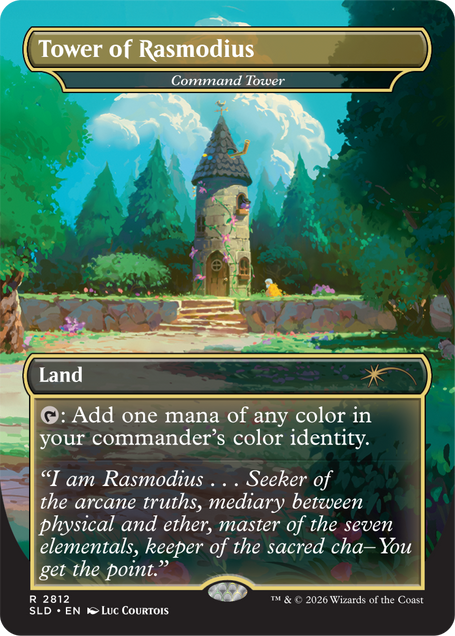 Tower of Rasmodius
Command Tower
Land
: Add one mana of any color in
your commander's color identity.
“I am Rasmodius . . . Seeker of
the arcane truths, mediary between
physical and ether, master of the seven
elementals, keeper of the sacred cha–You
get the point.”
R 2812
SLD • EN Luc Courtois
™ & © 2026 Wizards of the Coast